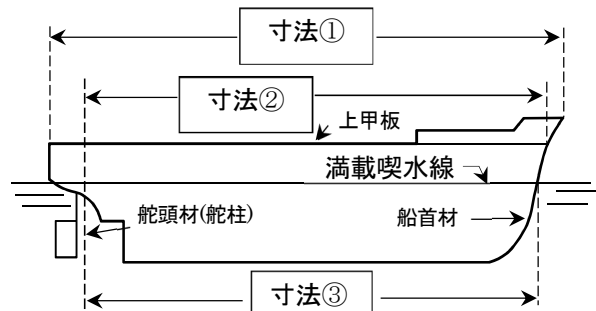 寸法①
寸法②
上甲板
満載喫水線
舵頭材(舵柱)
船首材
寸法③